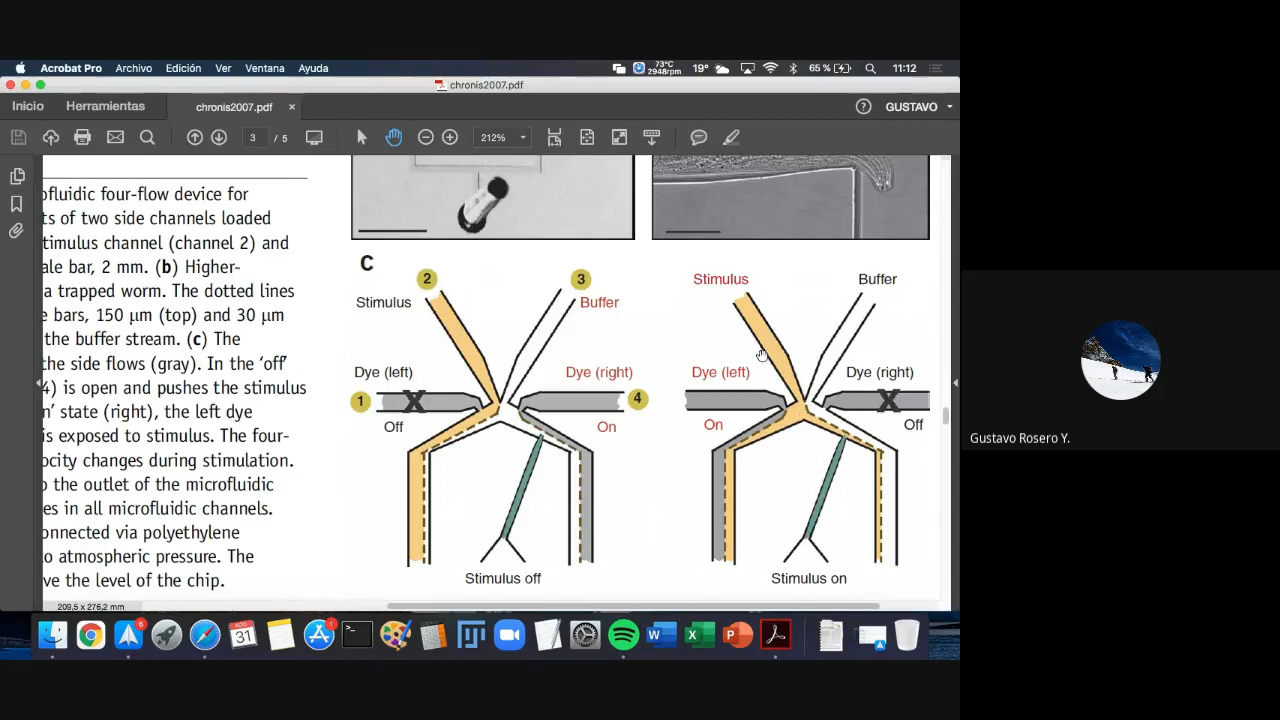 Acrobat Pro Archivo Edición Ver Ventana Ayuda 73°C 2948rpm 19° 65 % 11:12
chronis2007.pdf
Inicio Herramientas chronis2007.pdf × ? GUSTAVO
3 / 5 212%
ofluidic four-flow device for
ts of two side channels loaded
timulus channel (channel 2) and
ale bar, 2 mm. (b) Higher-
a trapped worm. The dotted lines
e bars, 150 μm (top) and 30 μm
the buffer stream. (c) The
the side flows (gray). In the ‘off’
4) is open and pushes the stimulus
n’ state (right), the left dye
is exposed to stimulus. The four-
ocity changes during stimulation.
o the outlet of the microfluidic
es in all microfluidic channels.
onnected via polyethylene
to atmospheric pressure. The
ve the level of the chip.
C
2 3
Stimulus Buffer
Dye (left) Dye (right)
1 X 4
Off On
Stimulus off
Stimulus Buffer
Dye (left) Dye (right)
X
On Off
Stimulus on
209,5 x 276,2 mm
6 AGO 31 1
Gustavo Rosero Y.